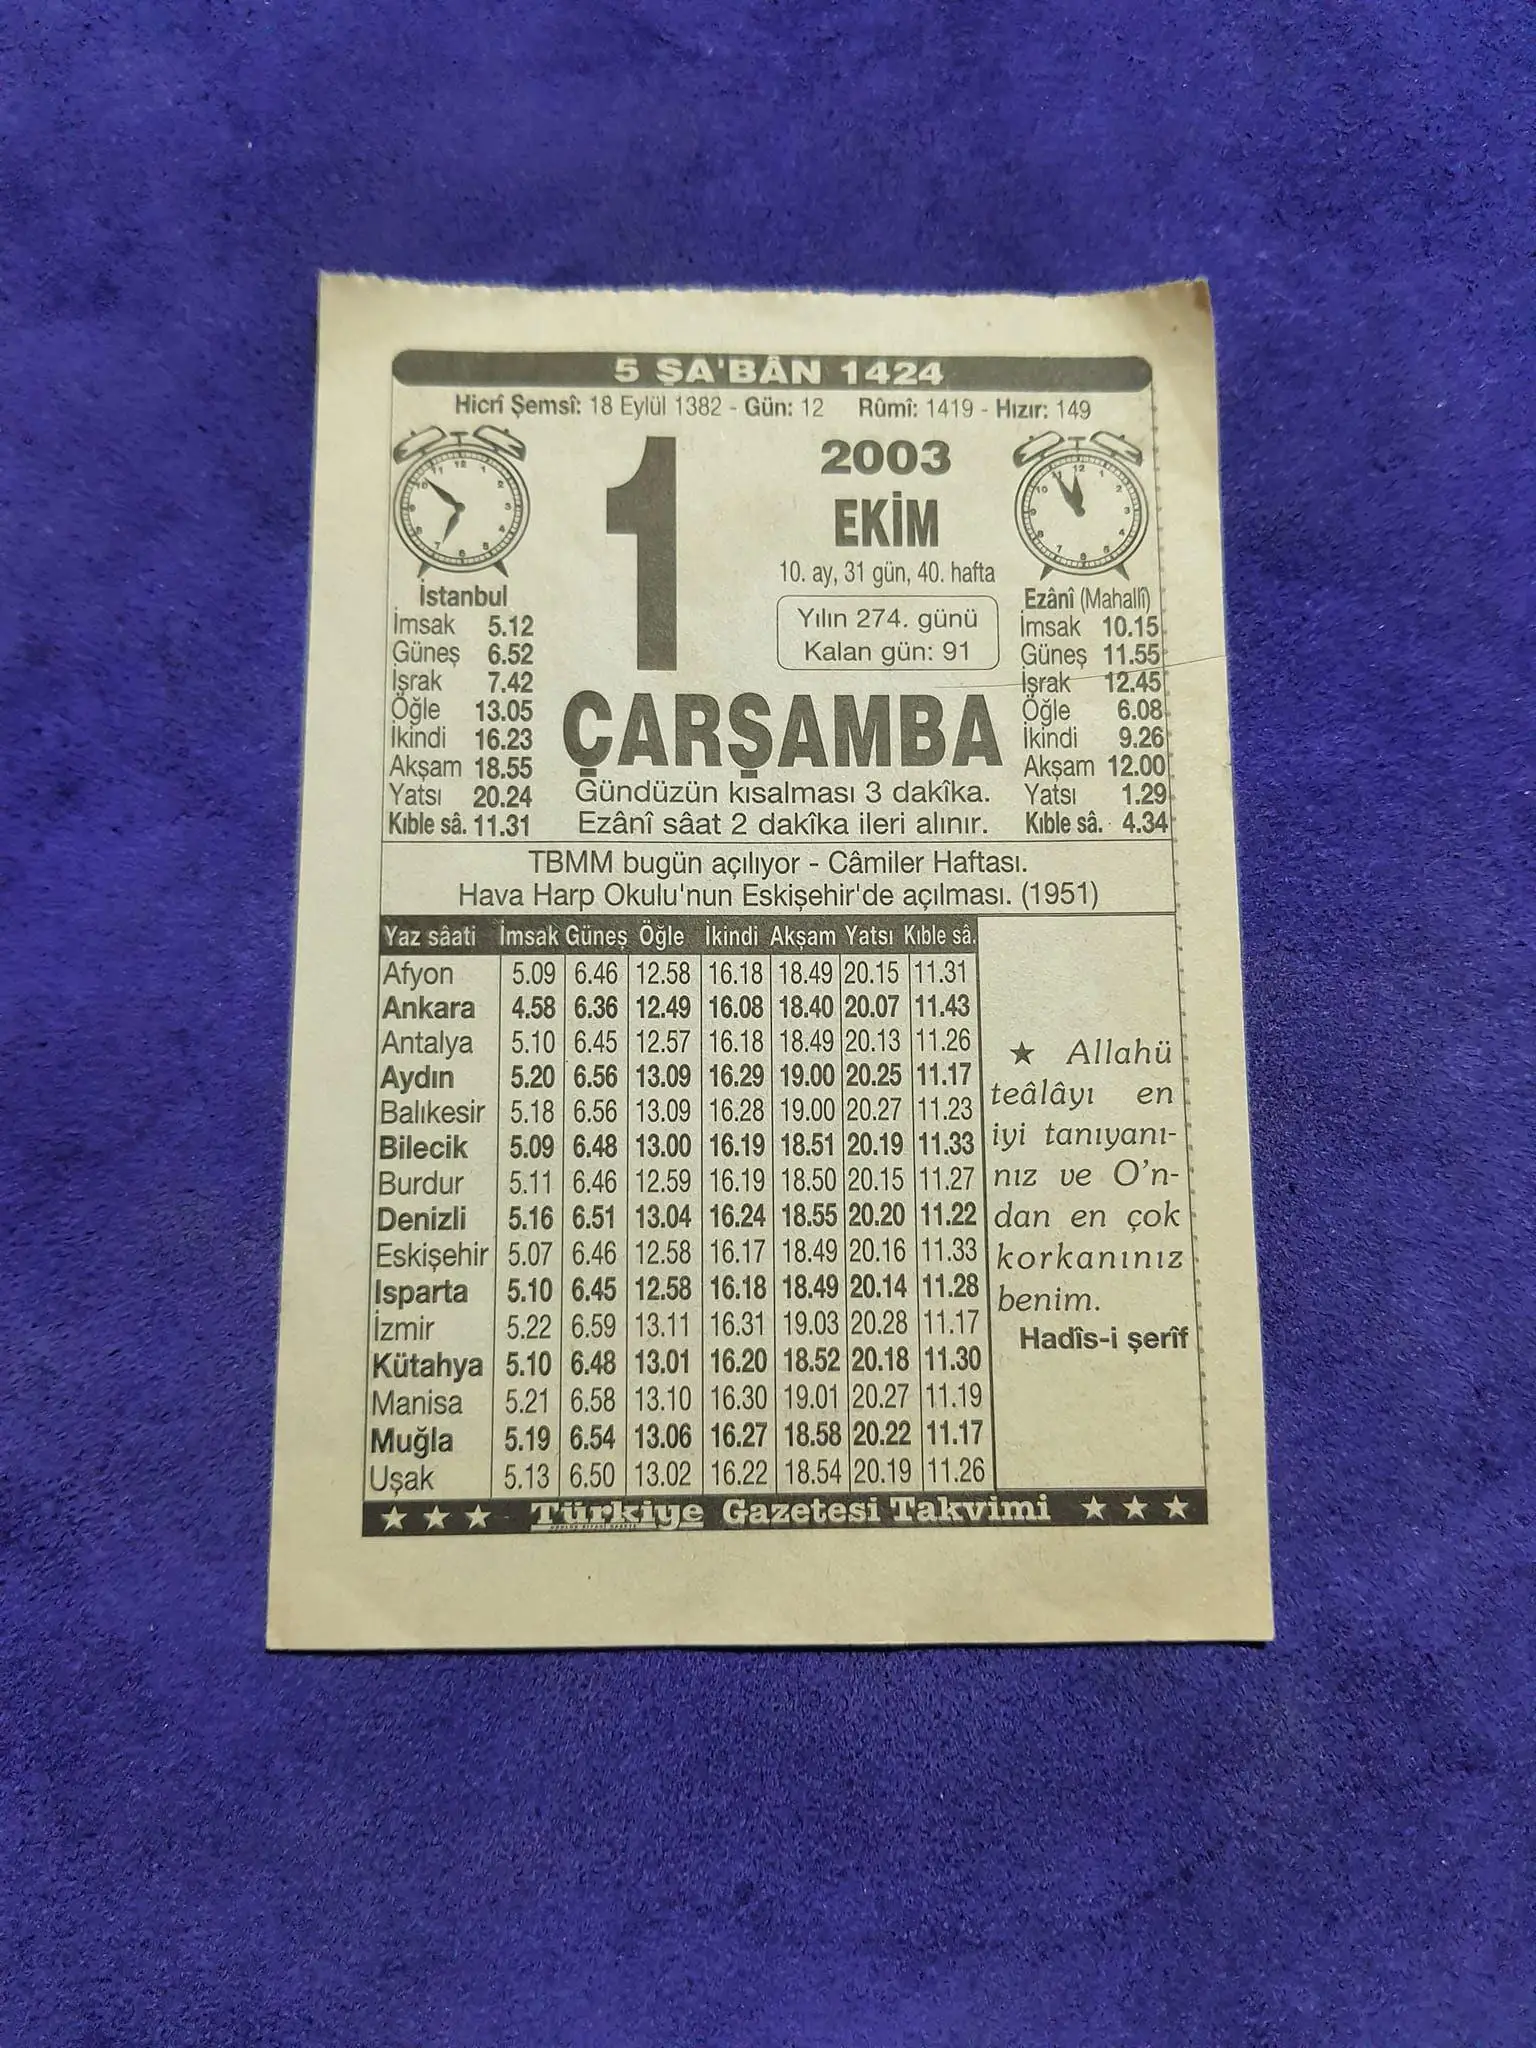 5 ŞA'BÂN 1424
Hicrî Şemsî: 18 Eylül 1382 - Gün: 12 Rûmî: 1419 - Hızır: 149
1
2003
EKİM
10. ay, 31 gün, 40. hafta
Yılın 274. günü
Kalan gün: 91
ÇARŞAMBA
Gündüzün kısalması 3 dakîka.
Ezânî sâat 2 dakîka ileri alınır.
İstanbul
İmsak 5.12
Güneş 6.52
İşrak 7.42
Öğle 13.05
İkindi 16.23
Akşam 18.55
Yatsı 20.24
Kıble sâ. 11.31
Ezânî (Mahallî)
İmsak 10.15
Güneş 11.55
İşrak 12.45
Öğle 6.08
İkindi 9.26
Akşam 12.00
Yatsı 1.29
Kıble sâ. 4.34
TBMM bugün açılıyor - Câmiler Haftası.
Hava Harp Okulu'nun Eskişehir'de açılması. (1951)
Yaz sâati İmsak Güneş Öğle İkindi Akşam Yatsı Kıble sâ.
Afyon 5.09 6.46 12.58 16.18 18.49 20.15 11.31
Ankara 4.58 6.36 12.49 16.08 18.40 20.07 11.43
Antalya 5.10 6.45 12.57 16.18 18.49 20.13 11.26
Aydın 5.20 6.56 13.09 16.29 19.00 20.25 11.17
Balıkesir 5.18 6.56 13.09 16.28 19.00 20.27 11.23
Bilecik 5.09 6.48 13.00 16.19 18.51 20.19 11.33
Burdur 5.11 6.46 12.59 16.19 18.50 20.15 11.27
Denizli 5.16 6.51 13.04 16.24 18.55 20.20 11.22
Eskişehir 5.07 6.46 12.58 16.17 18.49 20.16 11.33
Isparta 5.10 6.45 12.58 16.18 18.49 20.14 11.28
İzmir 5.22 6.59 13.11 16.31 19.03 20.28 11.17
Kütahya 5.10 6.48 13.01 16.20 18.52 20.18 11.30
Manisa 5.21 6.58 13.10 16.30 19.01 20.27 11.19
Muğla 5.19 6.54 13.06 16.27 18.58 20.22 11.17
Uşak 5.13 6.50 13.02 16.22 18.54 20.19 11.26
★ Allahü
teâlâyı en
iyi tanıyanı-
nız ve O'n-
dan en çok
korkanınız
benim.
Hadîs-i şerîf
★ ★ ★ Türkiye Gazetesi Takvimi ★ ★ ★